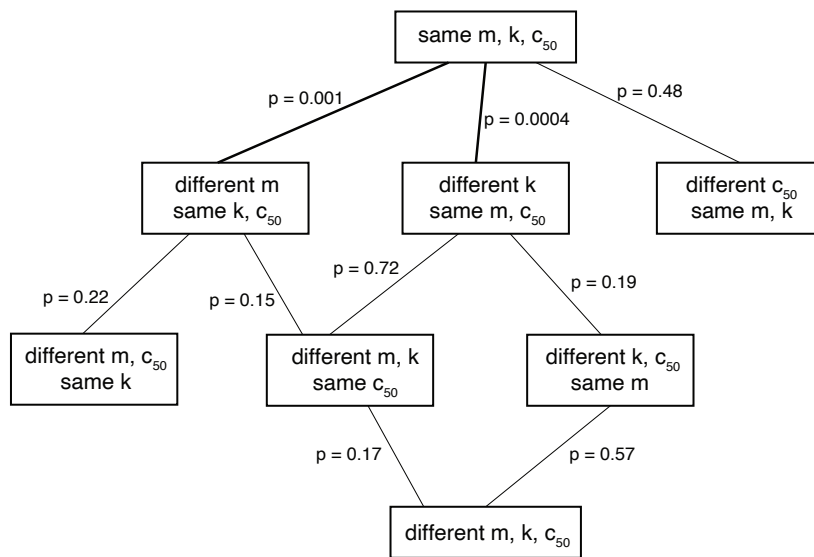 same m, k, c₅₀
p = 0.001
p = 0.0004
p = 0.48
different m
same k, c₅₀
different k
same m, c₅₀
different c₅₀
same m, k
p = 0.22
p = 0.15
p = 0.72
p = 0.19
different m, c₅₀
same k
different m, k
same c₅₀
different k, c₅₀
same m
p = 0.17
p = 0.57
different m, k, c₅₀